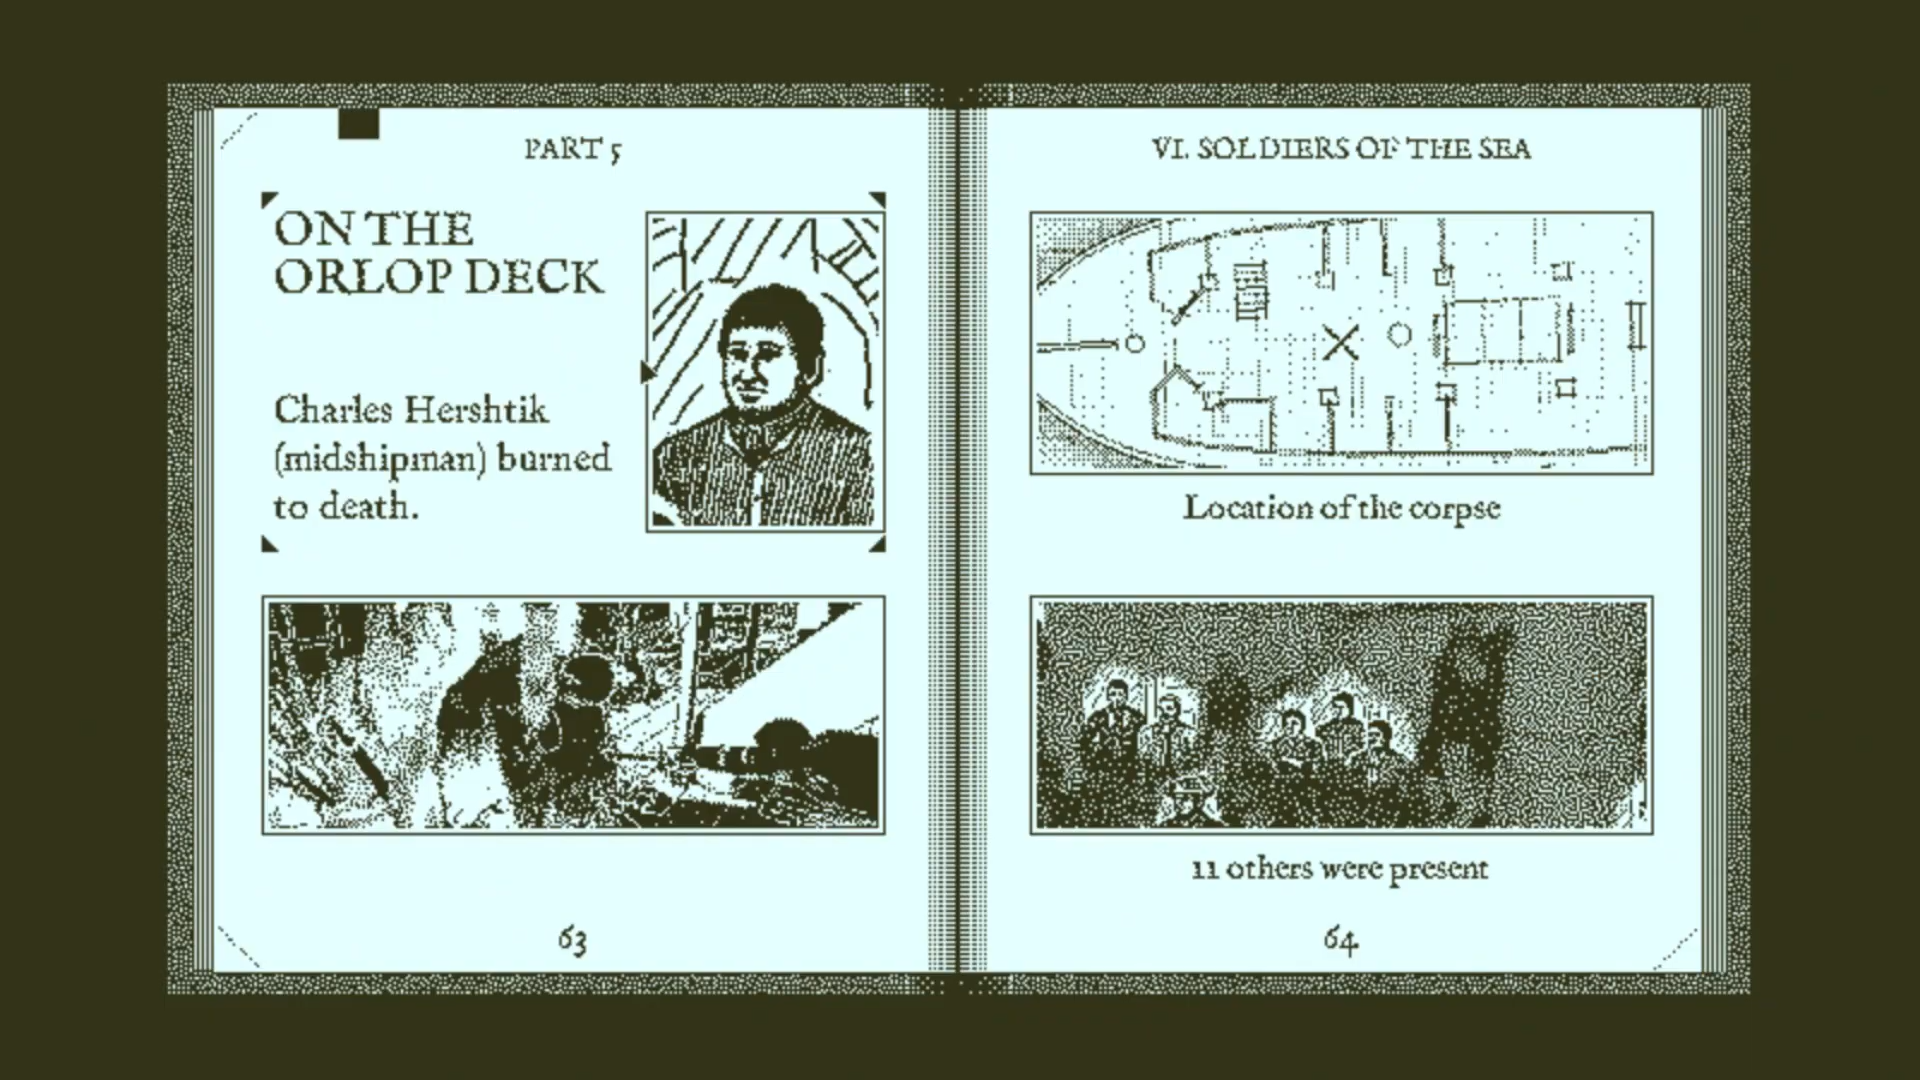 PART 5
ON THE
ORLOP DECK
Charles Hershtik
(midshipman) burned
to death.
63
VI. SOLDIERS OF THE SEA
Location of the corpse
11 others were present
64